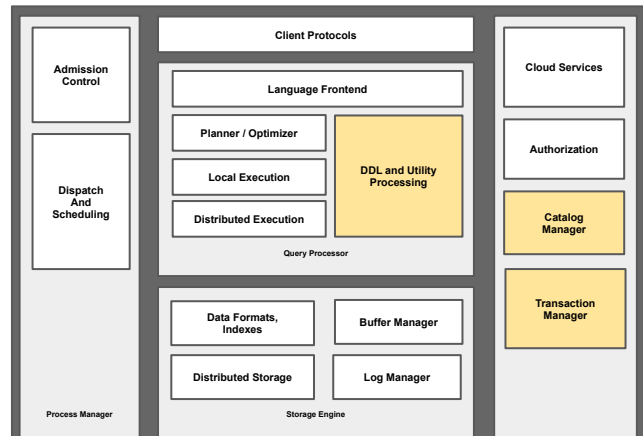 Admission
Control
Dispatch
And
Scheduling
Process Manager
Client Protocols
Language Frontend
Planner / Optimizer
Local Execution
Distributed Execution
DDL and Utility
Processing
Query Processor
Data Formats,
Indexes
Buffer Manager
Distributed Storage
Log Manager
Storage Engine
Cloud Services
Authorization
Catalog
Manager
Transaction
Manager